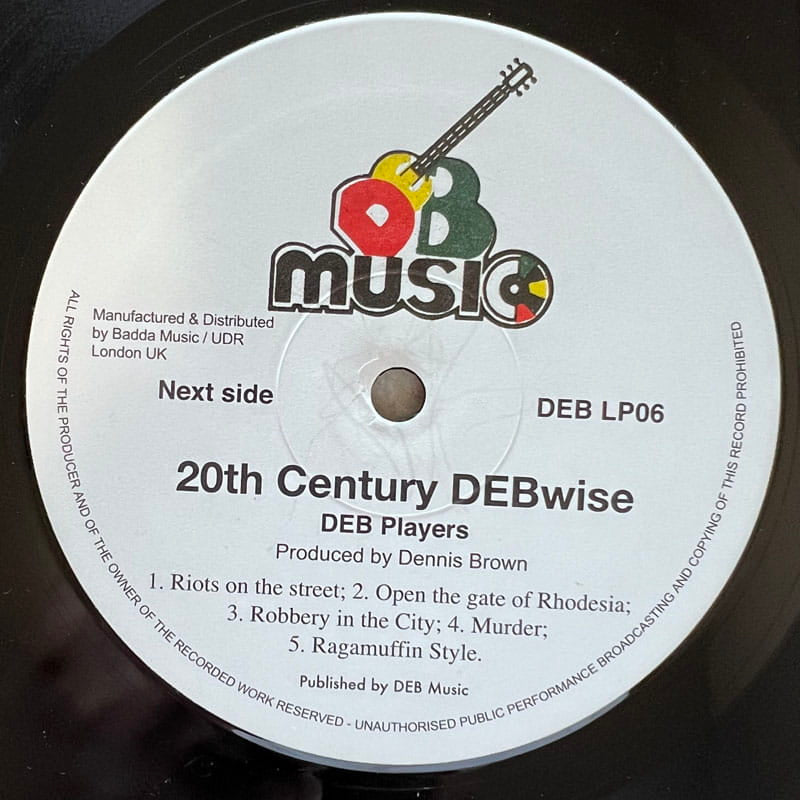 DEB
MUSIC
Manufactured & Distributed
by Badda Music / UDR
London UK
Next side
DEB LP06
20th Century DEBwise
DEB Players
Produced by Dennis Brown
1. Riots on the street; 2. Open the gate of Rhodesia;
3. Robbery in the City; 4. Murder;
5. Ragamuffin Style.
Published by DEB Music
ALL RIGHTS OF THE PRODUCER AND OF THE OWNER OF THE RECORDED WORK RESERVED - UNAUTHORISED PUBLIC PERFORMANCE BROADCASTING AND COPYING OF THIS RECORD PROHIBITED